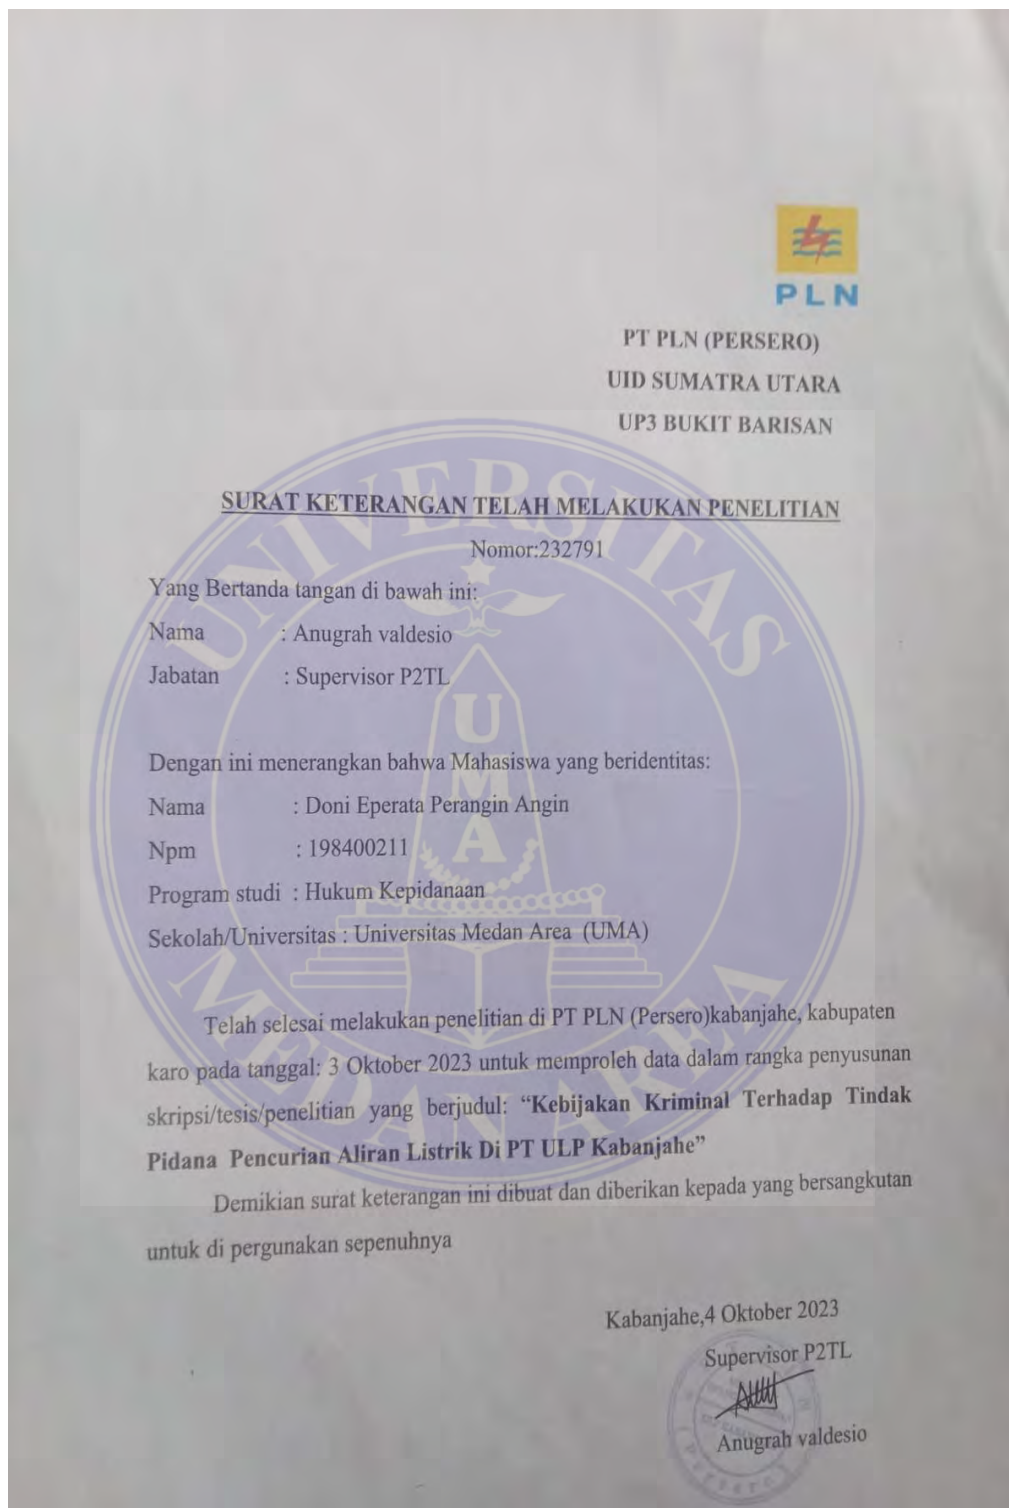 PLN
PT PLN (PERSERO)
UID SUMATRA UTARA
UP3 BUKIT BARISAN
SURAT KETERANGAN TELAH MELAKUKAN PENELITIAN
Nomor:232791
Yang Bertanda tangan di bawah ini:
Nama : Anugrah valdesio
Jabatan : Supervisor P2TL
Dengan ini menerangkan bahwa Mahasiswa yang beridentitas:
Nama : Doni Eperata Perangin Angin
Npm : 198400211
Program studi : Hukum Kepidanaan
Sekolah/Universitas : Universitas Medan Area (UMA)
Telah selesai melakukan penelitian di PT PLN (Persero)kabanjahe, kabupaten
karo pada tanggal: 3 Oktober 2023 untuk memproleh data dalam rangka penyusunan
skripsi/tesis/penelitian yang berjudul: “Kebijakan Kriminal Terhadap Tindak
Pidana Pencurian Aliran Listrik Di PT ULP Kabanjahe”
Demikian surat keterangan ini dibuat dan diberikan kepada yang bersangkutan
untuk di pergunakan sepenuhnya
Kabanjahe,4 Oktober 2023
Supervisor P2TL
Anugrah valdesio
UNIVERSITAS
MEDAN AREA
UMA
(Persero)